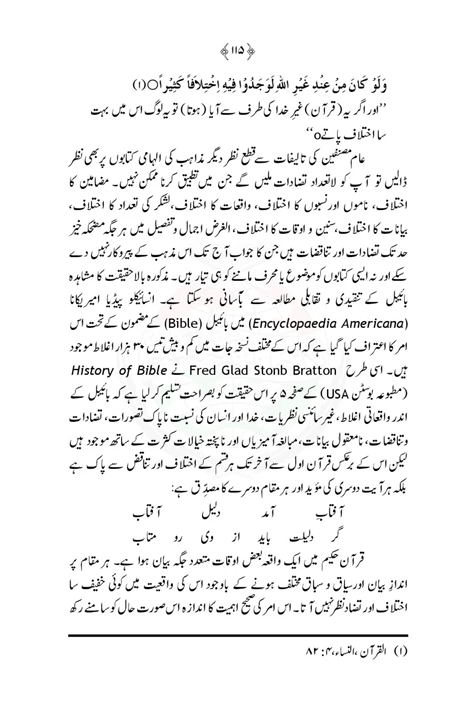 ﴿۱۱۵﴾
وَلَوْ كَانَ مِنْ عِنْدِ غَيْرِ اللهِ لَوَجَدُوْا فِيْهِ اِخْتِلَافًا كَثِيْرًا○(۱)
’’اور اگر یہ (قرآن) غیر خدا کی طرف سے آیا (ہوتا) تو یہ لوگ اس میں بہت
سا اختلاف پاتےo‘‘
عام مصنفین کی تالیفات سے قطع نظر دیگر مذاہب کی الہامی کتابوں پر بھی نظر
ڈالیں تو آپ کو لاتعداد تضادات ملیں گے جن میں تطبیق کرنا ممکن نہیں۔ مضامین کا
اختلاف، ناموں اور نسبوں کا اختلاف، واقعات کا اختلاف، لشکر کی تعداد کا اختلاف،
بیانات کا اختلاف، سنین و اوقات کا اختلاف، الغرض اجمال و تفصیل میں ہر جگہ مضحکہ خیز
حد تک تضادات اور تناقضات ہیں جن کا جواب آج تک اس مذہب کے پیروکار نہیں دے
سکے اور نہ ایسی کتابوں کو موضوع یا محرف ماننے کو ہی تیار ہیں۔ مذکورہ بالا حقیقت کا مشاہدہ
بائیبل کے تنقیدی و تقابلی مطالعہ سے بآسانی ہو سکتا ہے۔ انسائیکلو پیڈیا امیریکانا
(Encyclopaedia Americana) میں بائیبل (Bible) کے مضمون کے تحت اس
امر کا اعتراف کیا گیا ہے کہ اس کے مختلف نسخہ جات میں کم و بیش تیس ۳۰ ہزار اغلاط موجود
ہیں۔ اسی طرح Fred Glad Stonb Bratton نے History of Bible
(مطبوعہ بوسٹن USA) کے صفحہ ۵ پر اس حقیقت کو بصراحت تسلیم کر لیا ہے کہ بائیبل کے
اندر واقعاتی اغلاط، غیر سائنسی نظریات، خدا اور انسان کی نسبت ناپاک تصورات، تضادات
و تناقضات، نامعقول بیانات، مبالغہ آمیزیاں اور ناپختہ خیالات کثرت کے ساتھ موجود ہیں
لیکن اس کے برعکس قرآن اول سے آخر تک ہر قسم کے اختلاف اور تناقض سے پاک ہے
بلکہ ہر آیت دوسری کی مؤید اور ہر مقام دوسرے کا مصدّق ہے:
آفتاب آمد دلیل آفتاب
گر دلیلت باید از وی رو متاب
قرآن حکیم میں ایک واقعہ بعض اوقات متعدد جگہ بیان ہوا ہے۔ ہر مقام پر
اندازِ بیان اور سیاق و سباق مختلف ہونے کے باوجود اس کی واقعیت میں کوئی خفیف سا
اختلاف اور تضاد نظر نہیں آتا۔ اس امر کی صحیح اہمیت کا اندازہ اس صورت حال کو سامنے رکھ
(۱) القرآن، النساء، ۴: ۸۲